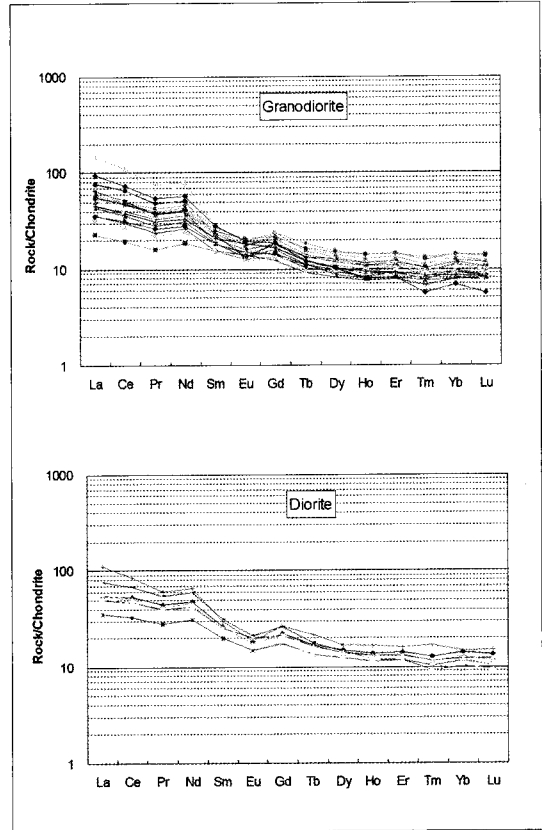 1000
Granodiorite
100
Rock/Chondrite
10
1
La Ce Pr Nd Sm Eu Gd Tb Dy Ho Er Tm Yb Lu
1000
Diorite
100
Rock/Chondrite
10
1
La Ce Pr Nd Sm Eu Gd Tb Dy Ho Er Tm Yb Lu